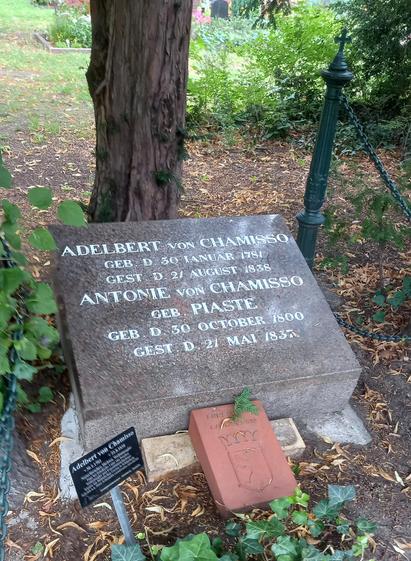 ADELBERT VON CHAMISSO
GEB. D. 30 IANUAR 1781
GEST. D. 21 AUGUST 1838
ANTONIE VON CHAMISSO
GEB. PIASTE
GEB. D. 30 OCTOBER 1800
GEST. D. 21 MAI 1837.
Adelbert von Chamisso